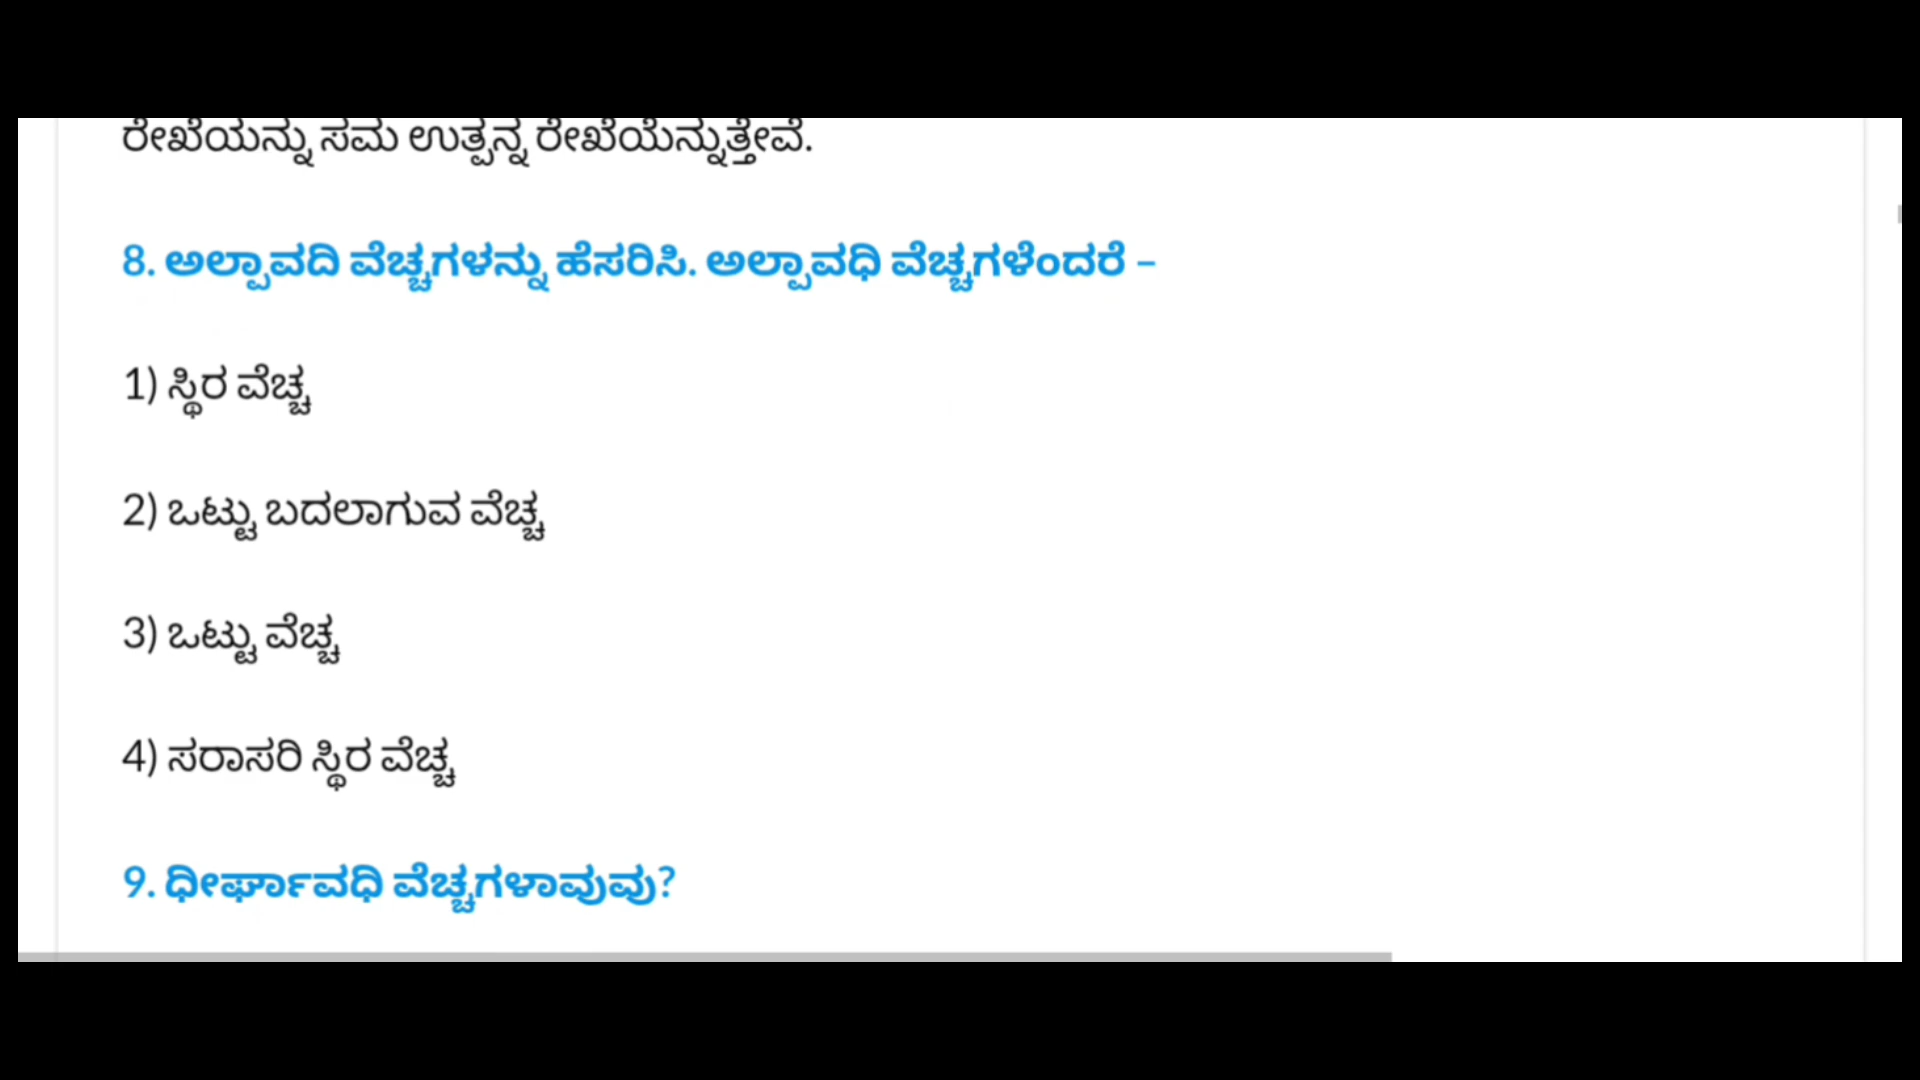 ರೇಖೆಯನ್ನು ಸಮ ಉತ್ಪನ್ನ ರೇಖೆಯೆನ್ನುತ್ತೇವೆ.
8. ಅಲ್ಪಾವದಿ ವೆಚ್ಚಗಳನ್ನು ಹೆಸರಿಸಿ. ಅಲ್ಪಾವಧಿ ವೆಚ್ಚಗಳೆಂದರೆ –
1) ಸ್ಥಿರ ವೆಚ್ಚ
2) ಒಟ್ಟು ಬದಲಾಗುವ ವೆಚ್ಚ
3) ಒಟ್ಟು ವೆಚ್ಚ
4) ಸರಾಸರಿ ಸ್ಥಿರ ವೆಚ್ಚ
9. ಧೀರ್ಘಾವಧಿ ವೆಚ್ಚಗಳಾವುವು?